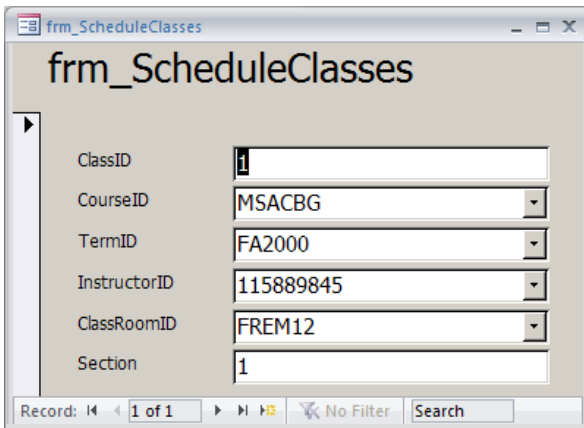 frm_ScheduleClasses
frm_ScheduleClasses
ClassID 1
CourseID MSACBG
TermID FA2000
InstructorID 115889845
ClassRoomID FREM12
Section 1
Record: 1 of 1 No Filter Search